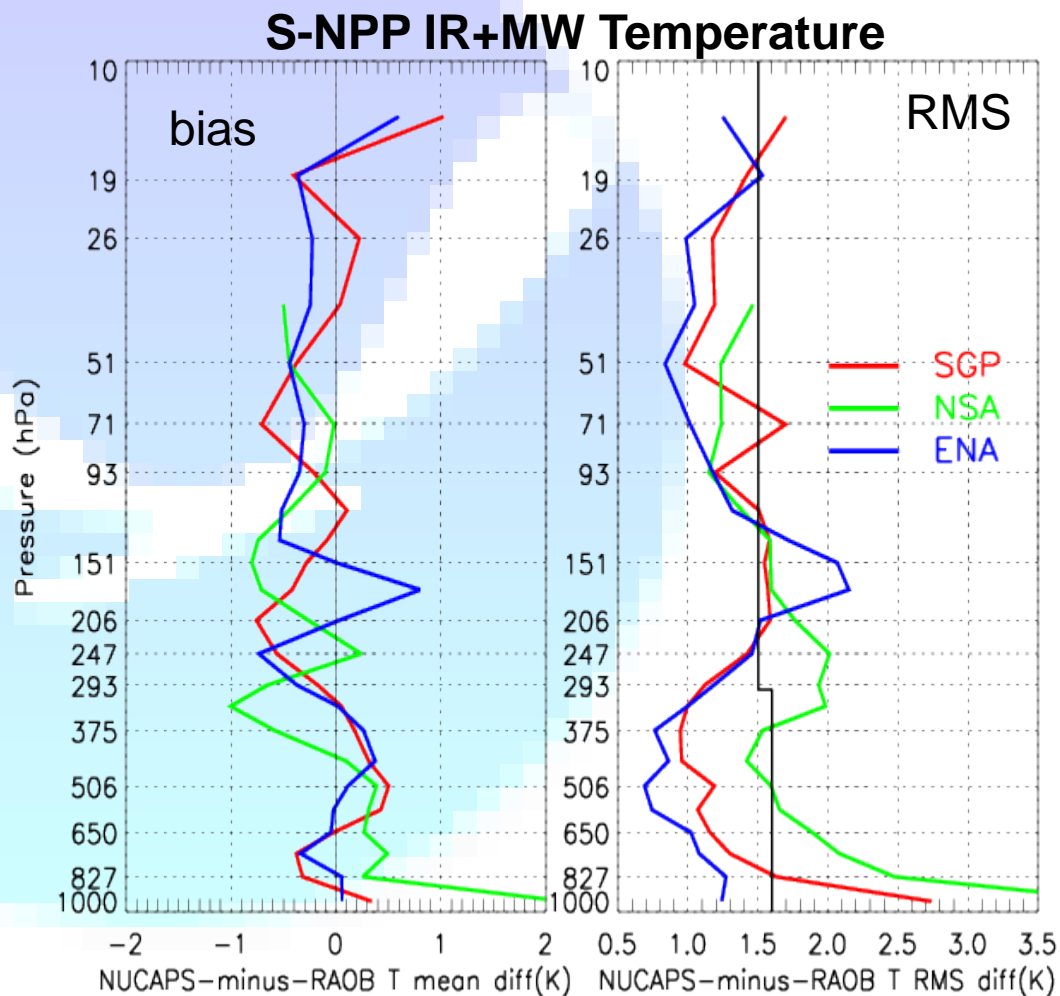 S-NPP IR+MW Temperature
bias
RMS
Pressure (hPa)
10
19
26
51
71
93
151
206
247
293
375
506
650
827
1000
-2 -1 0 1 2
NUCAPS-minus-RAOB T mean diff(K)
10
19
26
51
71
93
151
206
247
293
375
506
650
827
1000
0.5 1.0 1.5 2.0 2.5 3.0 3.5
NUCAPS-minus-RAOB T RMS diff(K)
SGP
NSA
ENA